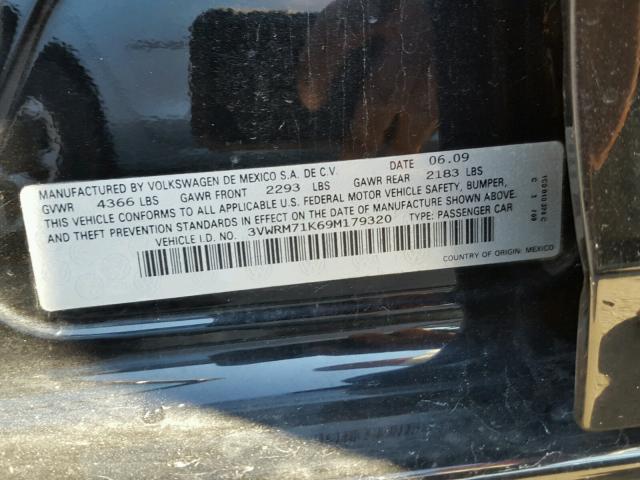 MANUFACTURED BY VOLKSWAGEN DE MEXICO S.A. DE C.V. DATE 06.09
GVWR 4366 LBS GAWR FRONT 2293 LBS GAWR REAR 2183 LBS
THIS VEHICLE CONFORMS TO ALL APPLICABLE U.S. FEDERAL MOTOR VEHICLE SAFETY, BUMPER,
AND THEFT PREVENTION STANDARDS IN EFFECT ON THE DATE OF MANUFACTURE SHOWN ABOVE.
VEHICLE I.D. NO. 3VWRM71K69M179320 TYPE: PASSENGER CAR
COUNTRY OF ORIGIN: MEXICO